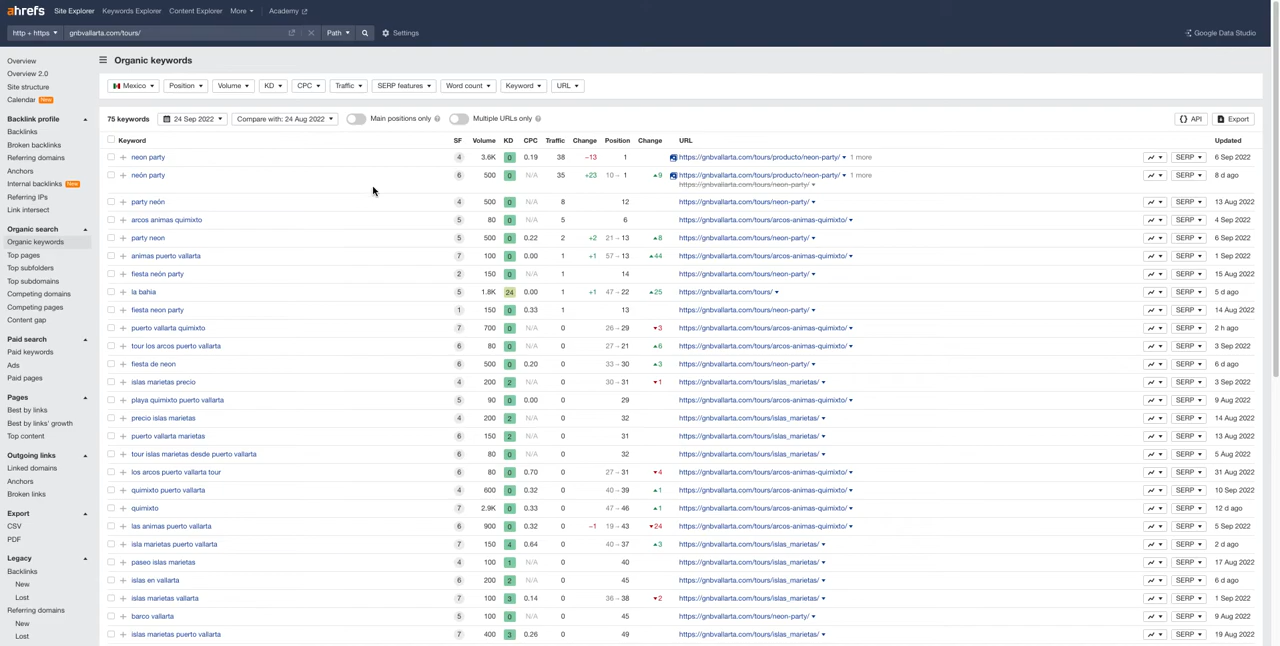 ahrefs Site Explorer Keywords Explorer Content Explorer More Academy
http + https gnbvallarta.com/tours/ Path Settings Google Data Studio
Overview
Overview 2.0
Site structure
Calendar New
Backlink profile
Backlinks
Broken backlinks
Referring domains
Anchors
Internal backlinks New
Referring IPs
Link intersect
Organic search
Organic keywords
Top pages
Top subfolders
Top subdomains
Competing domains
Competing pages
Content gap
Paid search
Paid keywords
Ads
Paid pages
Pages
Best by links
Best by links' growth
Top content
Outgoing links
Linked domains
Anchors
Broken links
Export
CSV
PDF
Legacy
Backlinks
New
Lost
Referring domains
New
Lost
Organic keywords
Mexico Position Volume KD CPC Traffic SERP features Word count Keyword URL
75 keywords 24 Sep 2022 Compare with: 24 Aug 2022 Main positions only Multiple URLs only API Export
Keyword SF Volume KD CPC Traffic Change Position Change URL Updated
neon party 4 3.6K 0 0.19 38 −13 1 https://gnbvallarta.com/tours/producto/neon-party/ 1 more SERP 6 Sep 2022
neón party 6 500 0 N/A 35 +23 10→1 9 https://gnbvallarta.com/tours/producto/neon-party/ 1 more SERP 8 d ago
https://gnbvallarta.com/tours/neon-party/
party neón 4 500 0 N/A 8 12 https://gnbvallarta.com/tours/neon-party/ SERP 13 Aug 2022
arcos animas quimixto 5 80 0 N/A 5 6 https://gnbvallarta.com/tours/arcos-animas-quimixto/ SERP 4 Sep 2022
party neon 5 500 0 0.22 2 +2 21→13 8 https://gnbvallarta.com/tours/neon-party/ SERP 6 Sep 2022
animas puerto vallarta 7 100 0 0.00 1 +1 57→13 44 https://gnbvallarta.com/tours/arcos-animas-quimixto/ SERP 1 Sep 2022
fiesta neón party 2 150 0 N/A 1 14 https://gnbvallarta.com/tours/neon-party/ SERP 15 Aug 2022
la bahia 5 1.8K 24 0.00 1 +1 47→22 25 https://gnbvallarta.com/tours/ SERP 5 d ago
fiesta neon party 1 150 0 0.33 1 13 https://gnbvallarta.com/tours/neon-party/ SERP 14 Aug 2022
puerto vallarta quimixto 7 700 0 N/A 0 26→29 3 https://gnbvallarta.com/tours/arcos-animas-quimixto/ SERP 2 h ago
tour los arcos puerto vallarta 6 80 0 N/A 0 27→21 6 https://gnbvallarta.com/tours/arcos-animas-quimixto/ SERP 3 Sep 2022
fiesta de neon 6 500 0 0.20 0 33→30 3 https://gnbvallarta.com/tours/neon-party/ SERP 6 d ago
islas marietas precio 4 200 2 N/A 0 30→31 1 https://gnbvallarta.com/tours/islas_marietas/ SERP 3 Sep 2022
playa quimixto puerto vallarta 5 90 0 0.00 0 29 https://gnbvallarta.com/tours/arcos-animas-quimixto/ SERP 9 Aug 2022
precio islas marietas 4 200 2 N/A 0 32 https://gnbvallarta.com/tours/islas_marietas/ SERP 14 Aug 2022
puerto vallarta marietas 6 150 2 N/A 0 31 https://gnbvallarta.com/tours/islas_marietas/ SERP 13 Aug 2022
tour islas marietas desde puerto vallarta 6 80 0 N/A 0 32 https://gnbvallarta.com/tours/islas_marietas/ SERP 5 Aug 2022
los arcos puerto vallarta tour 6 80 0 0.70 0 27→31 4 https://gnbvallarta.com/tours/arcos-animas-quimixto/ SERP 31 Aug 2022
quimixto puerto vallarta 4 600 0 0.32 0 40→39 1 https://gnbvallarta.com/tours/arcos-animas-quimixto/ SERP 10 Sep 2022
quimixto 7 2.9K 0 0.33 0 47→46 1 https://gnbvallarta.com/tours/arcos-animas-quimixto/ SERP 12 d ago
las animas puerto vallarta 6 900 0 0.32 0 −1 19→43 24 https://gnbvallarta.com/tours/arcos-animas-quimixto/ SERP 5 Sep 2022
isla marietas puerto vallarta 7 150 4 0.64 0 40→37 3 https://gnbvallarta.com/tours/islas_marietas/ SERP 2 d ago
paseo islas marietas 4 100 1 N/A 0 40 https://gnbvallarta.com/tours/islas_marietas/ SERP 17 Aug 2022
islas en vallarta 6 200 2 N/A 0 45 https://gnbvallarta.com/tours/islas_marietas/ SERP 6 d ago
islas marietas vallarta 7 100 3 0.14 0 36→38 2 https://gnbvallarta.com/tours/islas_marietas/ SERP 1 Sep 2022
barco vallarta 5 100 0 N/A 0 45 https://gnbvallarta.com/tours/neon-party/ SERP 9 Aug 2022
islas marietas puerto vallarta 7 400 3 0.26 0 49 https://gnbvallarta.com/tours/islas_marietas/ SERP 19 Aug 2022